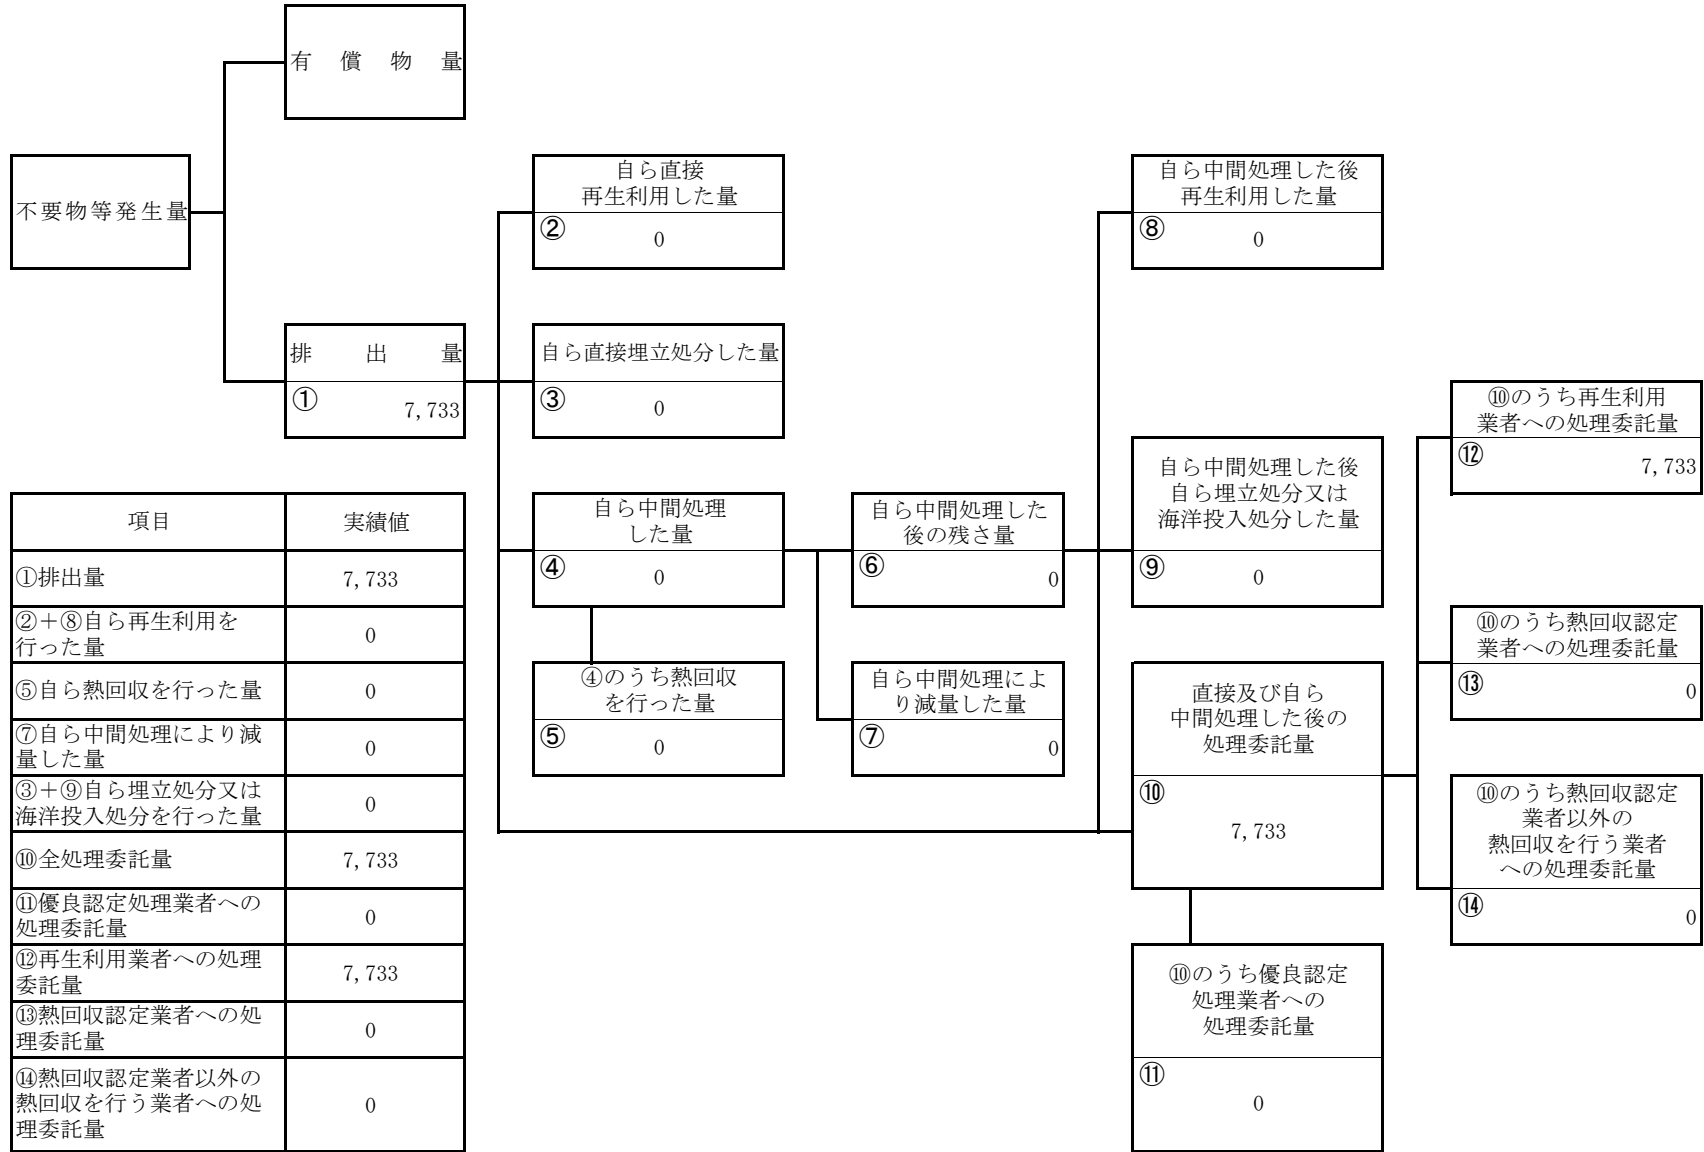 有償物量
不要物等発生量
排出量
①
7,733
自ら直接
再生利用した量
②
0
自ら直接埋立処分した量
③
0
自ら中間処理
した量
④
0
④のうち熱回収
を行った量
⑤
0
自ら中間処理した
後の残さ量
⑥
0
自ら中間処理によ
り減量した量
⑦
0
自ら中間処理した後
再生利用した量
⑧
0
自ら中間処理した後
自ら埋立処分又は
海洋投入処分した量
⑨
0
直接及び自ら
中間処理した後の
処理委託量
⑩
7,733
⑩のうち優良認定
処理業者への
処理委託量
⑪
0
⑩のうち再生利用
業者への処理委託量
⑫
7,733
⑩のうち熱回収認定
業者への処理委託量
⑬
0
⑩のうち熱回収認定
業者以外の
熱回収を行う業者
への処理委託量
⑭
0
項目 実績値
①排出量 7,733
②＋⑧自ら再生利用を
行った量 0
⑤自ら熱回収を行った量 0
⑦自ら中間処理により減
量した量 0
③＋⑨自ら埋立処分又は
海洋投入処分を行った量 0
⑩全処理委託量 7,733
⑪優良認定処理業者への
処理委託量 0
⑫再生利用業者への処理
委託量 7,733
⑬熱回収認定業者への処
理委託量 0
⑭熱回収認定業者以外の
熱回収を行う業者への処
理委託量 0